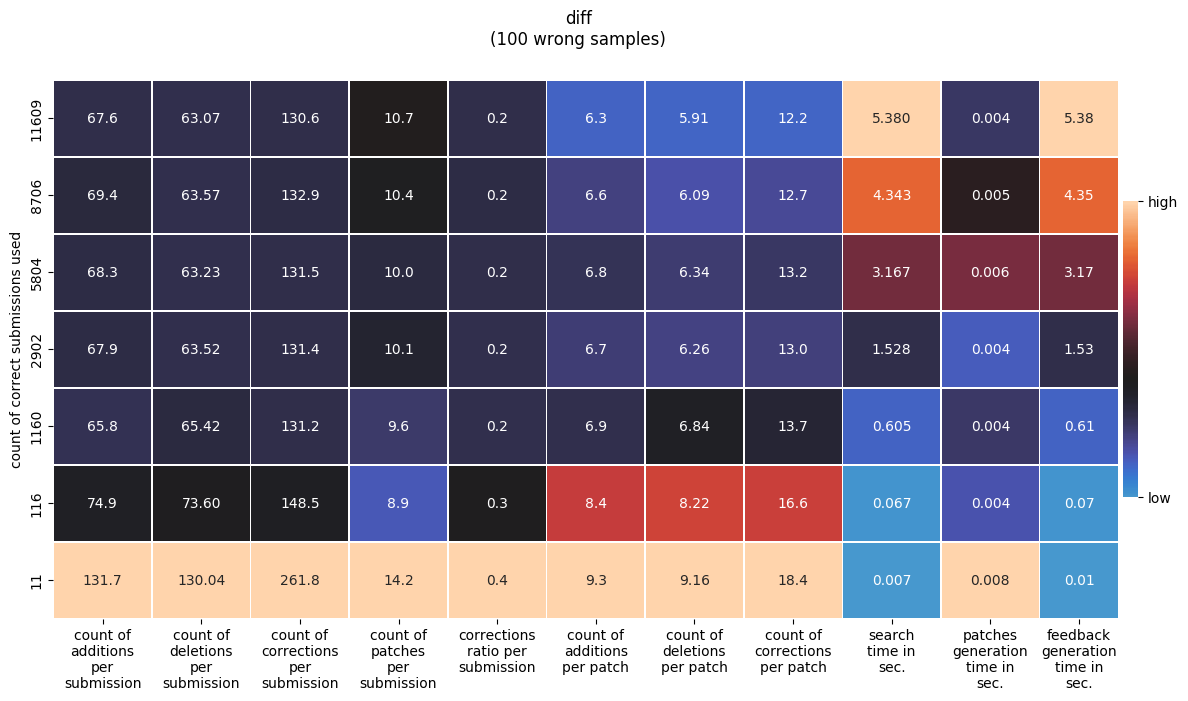 diff
(100 wrong samples)
count of correct submissions used
11609 67.6 63.07 130.6 10.7 0.2 6.3 5.91 12.2 5.380 0.004 5.38
8706 69.4 63.57 132.9 10.4 0.2 6.6 6.09 12.7 4.343 0.005 4.35
5804 68.3 63.23 131.5 10.0 0.2 6.8 6.34 13.2 3.167 0.006 3.17
2902 67.9 63.52 131.4 10.1 0.2 6.7 6.26 13.0 1.528 0.004 1.53
1160 65.8 65.42 131.2 9.6 0.2 6.9 6.84 13.7 0.605 0.004 0.61
116 74.9 73.60 148.5 8.9 0.3 8.4 8.22 16.6 0.067 0.004 0.07
11 131.7 130.04 261.8 14.2 0.4 9.3 9.16 18.4 0.007 0.008 0.01
count of
additions
per
submission
count of
deletions
per
submission
count of
corrections
per
submission
count of
patches
per
submission
corrections
ratio per
submission
count of
additions
per patch
count of
deletions
per patch
count of
corrections
per patch
search
time in
sec.
patches
generation
time in
sec.
feedback
generation
time in
sec.
high
low